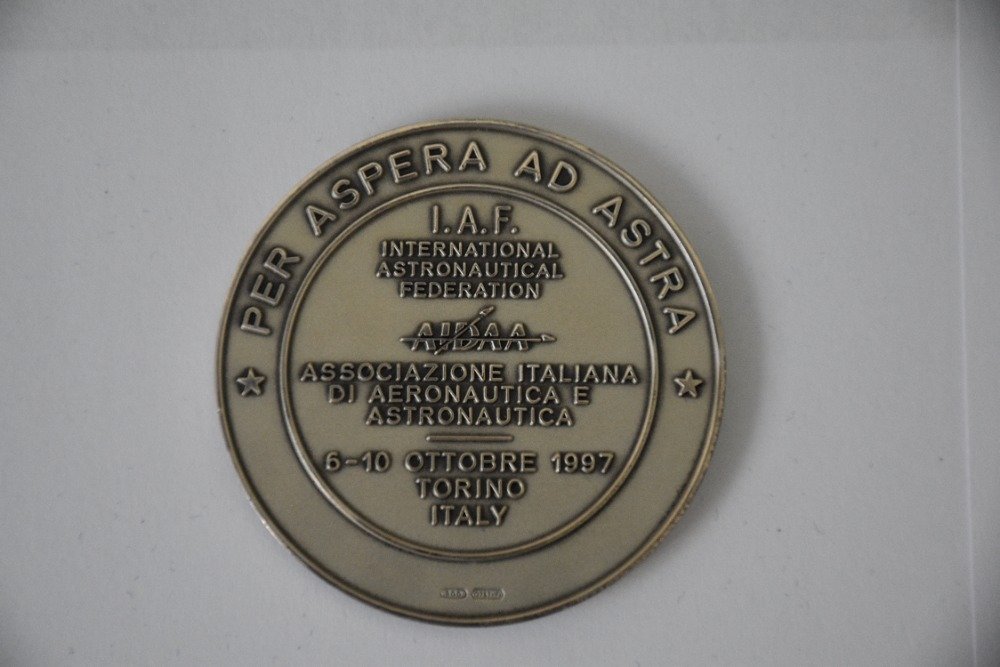 PER ASPERA AD ASTRA
I.A.F.
INTERNATIONAL
ASTRONAUTICAL
FEDERATION
AIDAA
ASSOCIAZIONE ITALIANA
DI AERONAUTICA E
ASTRONAUTICA
6-10 OTTOBRE 1997
TORINO
ITALY